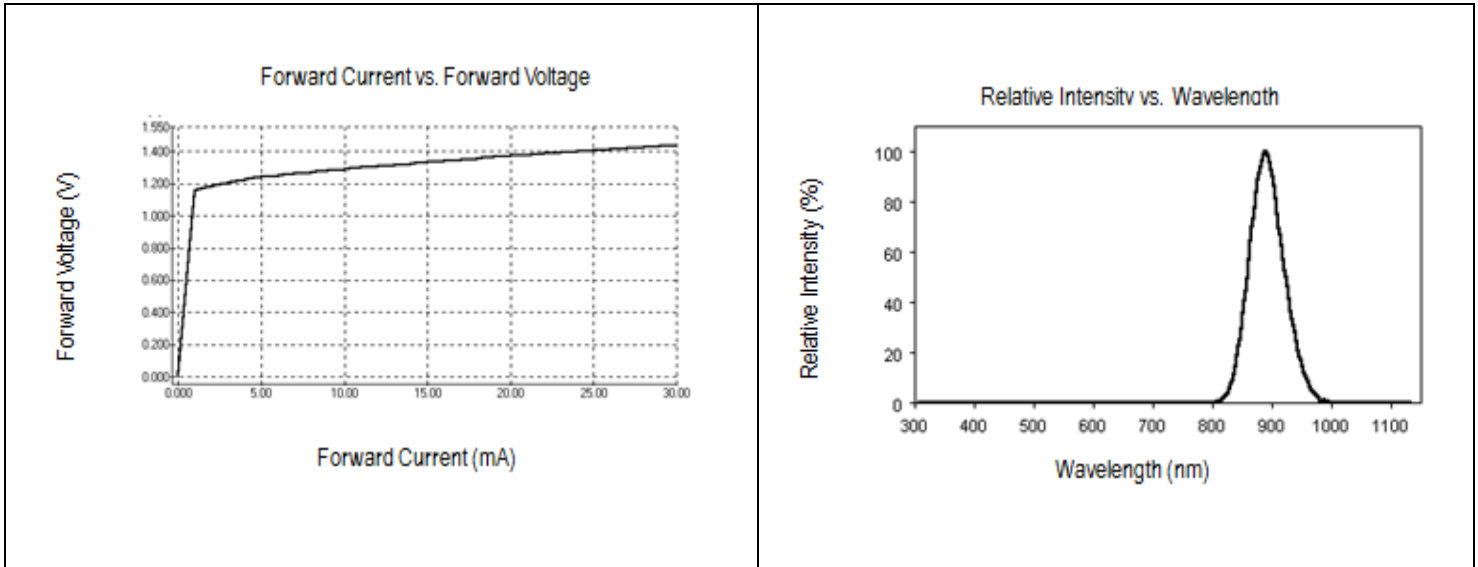 Forward Current vs. Forward Voltage
1.550
1.400
1.200
1.000
0.800
0.600
0.400
0.200
0.000
0.000 5.00 10.00 15.00 20.00 25.00 30.00
Forward Voltage (V)
Forward Current (mA)
Relative Intensity vs. Wavelength
100
80
60
40
20
0
300 400 500 600 700 800 900 1000 1100
Relative Intensity (%)
Wavelength (nm)